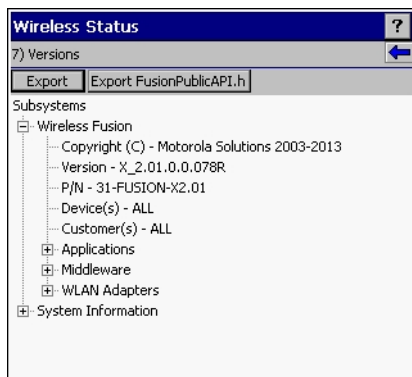 Wireless Status ?
7) Versions
Export Export FusionPublicAPI.h
Subsystems
Wireless Fusion
Copyright (C) - Motorola Solutions 2003-2013
Version - X_2.01.0.0.078R
P/N - 31-FUSION-X2.01
Device(s) - ALL
Customer(s) - ALL
Applications
Middleware
WLAN Adapters
System Information